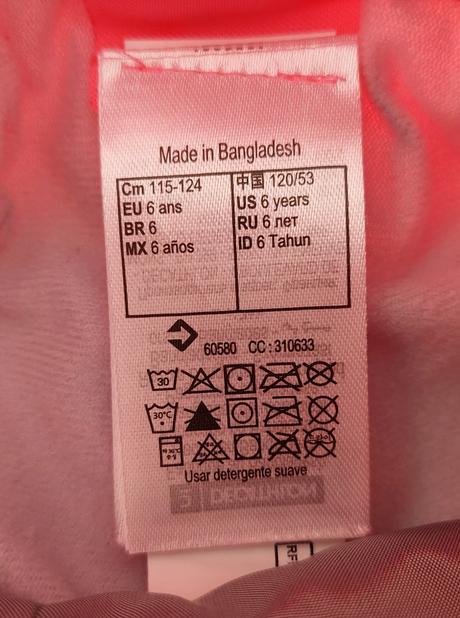 Made in Bangladesh
Cm 115-124
EU 6 ans
BR 6
MX 6 años
中国 120/53
US 6 years
RU 6 лет
ID 6 Tahun
60580 CC:310633
30
30°C
Usar detergente suave
DECATHLON
RF